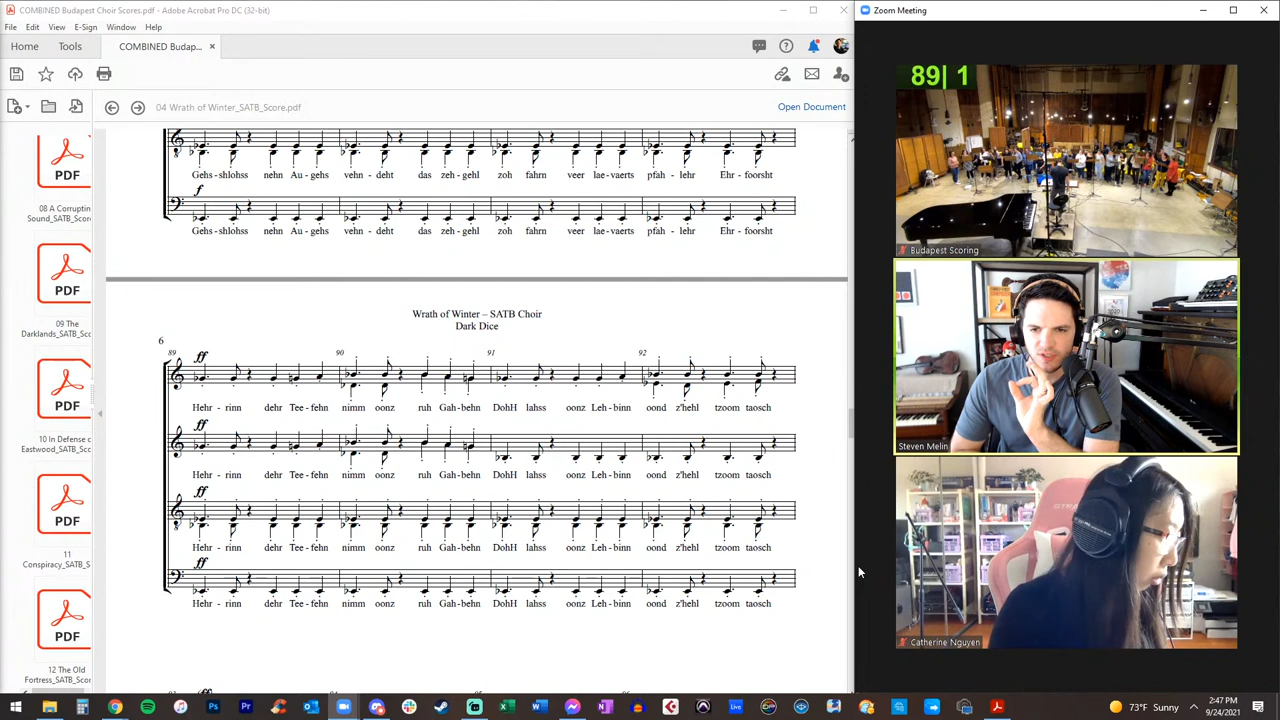 COMBINED Budapest Choir Scores.pdf - Adobe Acrobat Pro DC (32-bit)
File Edit View E-Sign Window Help
Home Tools COMBINED Budap... ×
04 Wrath of Winter_SATB_Score.pdf
Open Document
PDF
08 A Corrupting
Sound_SATB_Score
PDF
09 The
Darklands_SATB_Sco
PDF
10 In Defense o
Eastwood_SATB_Scor
PDF
11
Conspiracy_SATB_Sc
PDF
12 The Old
Fortress_SATB_Scor
Gehs - shlohss nehn Au - gehs vehn - deht das zeh - gehl zoh fahrn veer lae - vaerts pfah - lehr Ehr - foorsht
f
Gehs - shlohss nehn Au - gehs vehn - deht das zeh - gehl zoh fahrn veer lae - vaerts pfah - lehr Ehr - foorsht
Wrath of Winter – SATB Choir
Dark Dice
6
89 90 91 92
ff
Hehr - rinn dehr Tee - fehn nimm oonz ruh Gah - behn DohH lahss oonz Leh - binn oond z'hehl tzoom taosch
ff
Hehr - rinn dehr Tee - fehn nimm oonz ruh Gah - behn DohH lahss oonz Leh - binn oond z'hehl tzoom taosch
ff
Hehr - rinn dehr Tee - fehn nimm oonz ruh Gah - behn DohH lahss oonz Leh - binn oond z'hehl tzoom taosch
ff
Hehr - rinn dehr Tee - fehn nimm oonz ruh Gah - behn DohH lahss oonz Leh - binn oond z'hehl tzoom taosch
Zoom Meeting
89| 1
Budapest Scoring
Steven Melin
Catherine Nguyen
73°F Sunny
2:47 PM
9/24/2021